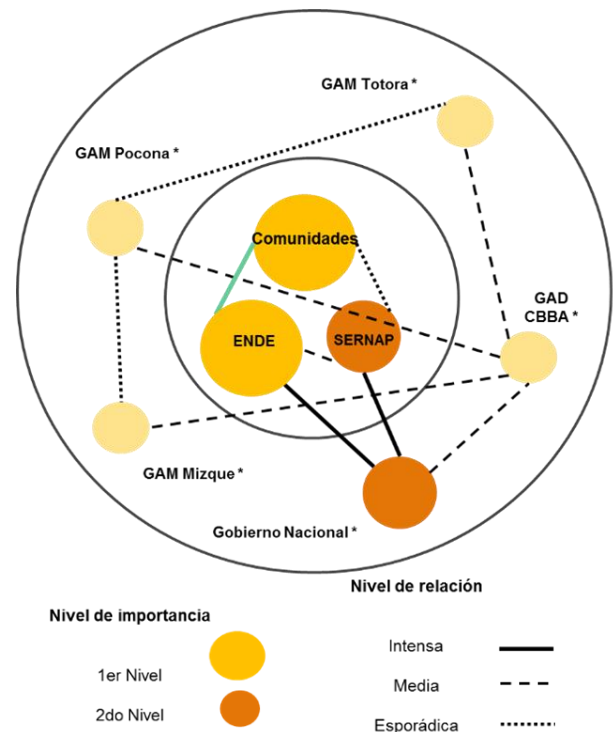 GAM Totora *
GAM Pocona *
Comunidades
GAD
CBBA *
ENDE
SERNAP
GAM Mizque *
Gobierno Nacional *
Nivel de relación
Nivel de importancia
Intensa
1er Nivel
Media
2do Nivel
Esporádica